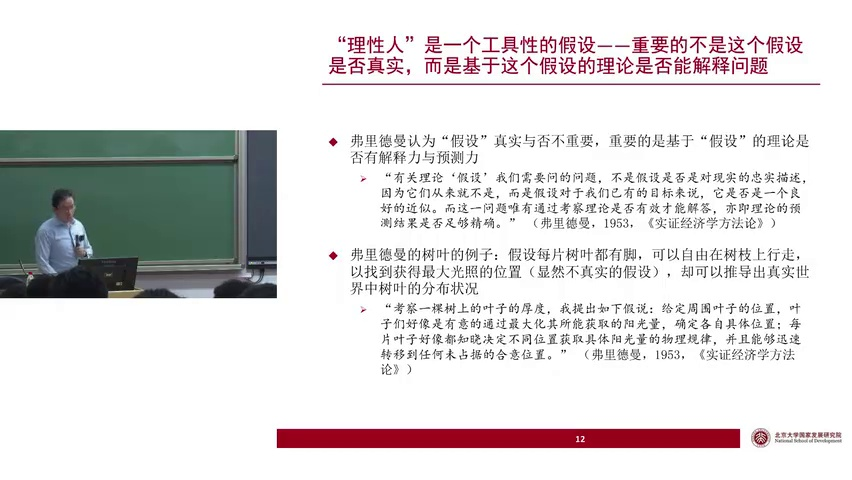 “理性人”是一个工具性的假设——重要的不是这个假设
是否真实，而是基于这个假设的理论是否能解释问题
弗里德曼认为“假设”真实与否不重要，重要的是基于“假设”的理论是
否有解释力与预测力
“有关理论‘假设’我们需要问的问题，不是假设是否是对现实的忠实描述，
因为它们从来就不是，而是假设对于我们已有的目标来说，它是否是一个良
好的近似。而这一问题唯有通过考察理论是否有效才能解答，亦即理论的预
测结果是否足够精确。”（弗里德曼，1953，《实证经济学方法论》）
弗里德曼的树叶的例子：假设每片树叶都有脚，可以自由在树枝上行走，
以找到获得最大光照的位置（显然不真实的假设），却可以推导出真实世
界中树叶的分布状况
“考察一棵树上的叶子的厚度，我提出如下假说：给定周围叶子的位置，叶
子们好像是有意的通过最大化其所能获取的阳光量，确定各自具体位置；每
片叶子好像都知晓决定不同位置获取具体阳光量的物理规律，并且能够迅速
转移到任何未占据的合意位置。”（弗里德曼，1953，《实证经济学方法
论》）
12
北京大学国家发展研究院
National School of Development